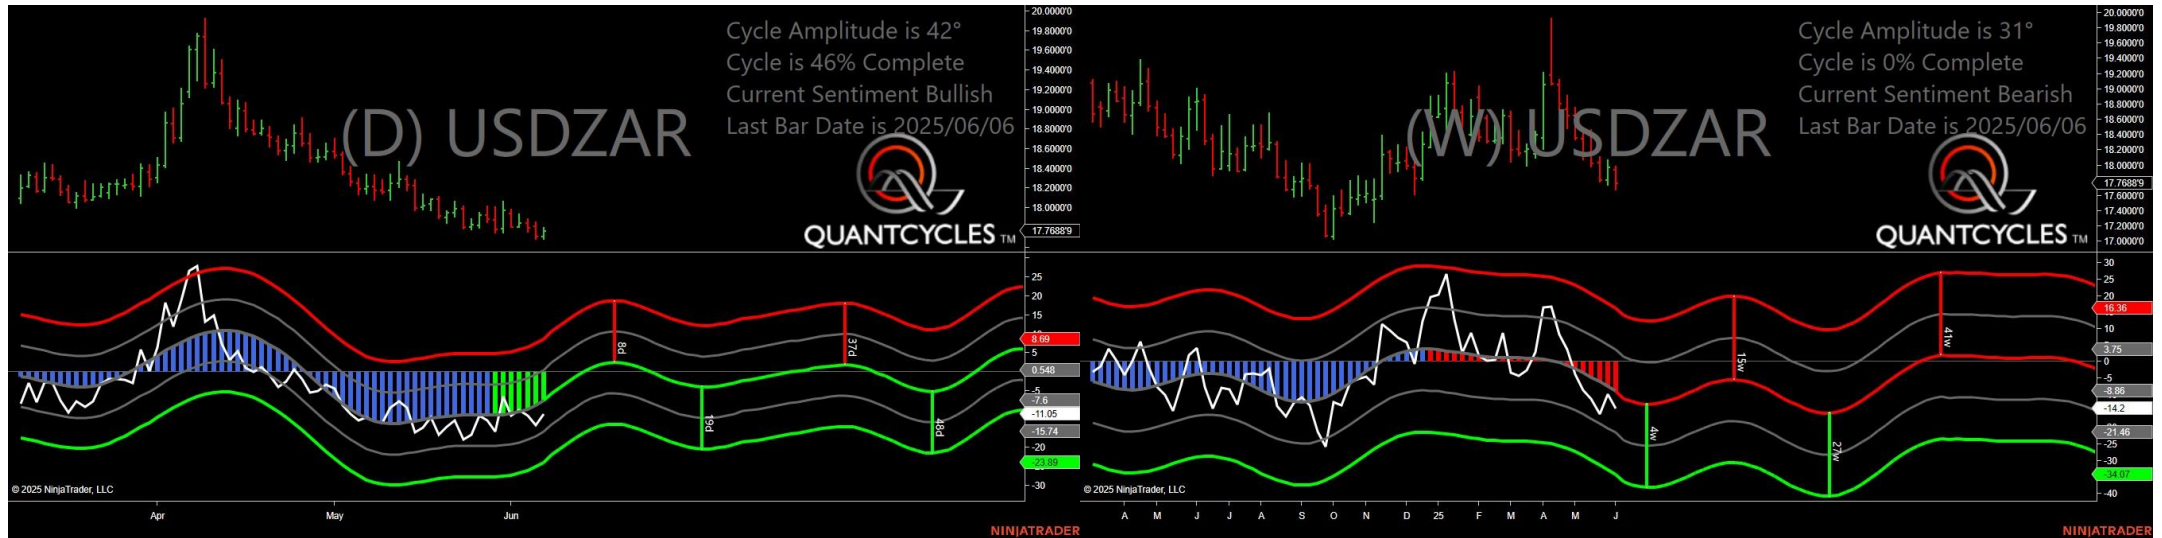 Cycle Amplitude is 42°
Cycle is 46% Complete
Current Sentiment Bullish
Last Bar Date is 2025/06/06
(D) USDZAR
QUANTCYCLES TM
20.0000'0
19.8000'0
19.6000'0
19.4000'0
19.2000'0
19.0000'0
18.8000'0
18.6000'0
18.4000'0
18.2000'0
18.0000'0
17.7688'9
25
20
15
8.69
5
0.548
-5
-7.6
-11.05
-15.74
-20
-23.89
-30
8d
19d
37d
48d
© 2025 NinjaTrader, LLC
Apr
May
Jun
NINJATRADER
Cycle Amplitude is 31°
Cycle is 0% Complete
Current Sentiment Bearish
Last Bar Date is 2025/06/06
(W) USDZAR
QUANTCYCLES TM
20.0000'0
19.8000'0
19.6000'0
19.4000'0
19.2000'0
19.0000'0
18.8000'0
18.6000'0
18.4000'0
18.2000'0
18.0000'0
17.7688'9
17.6000'0
17.4000'0
17.2000'0
17.0000'0
30
25
20
16.36
10
3.75
-5
-8.86
-14.2
-21.46
-25
-30
-34.07
-40
4w
15w
27w
41w
© 2025 NinjaTrader, LLC
A M J J A S O N D 25 F M A M J
NINJATRADER